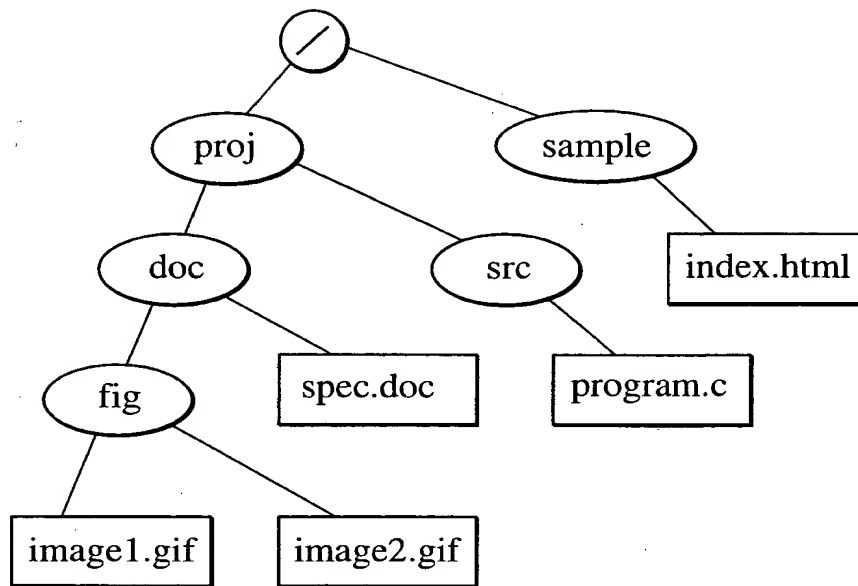 /
proj
sample
doc
src
index.html
fig
spec.doc
program.c
image1.gif
image2.gif